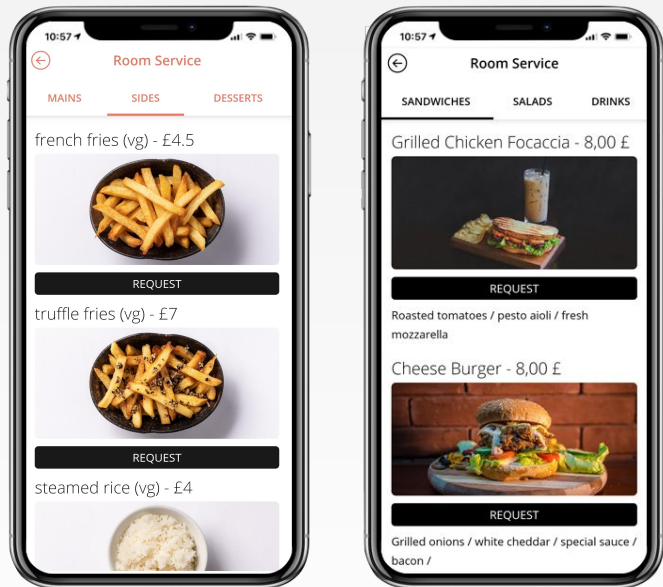 10:57
Room Service
MAINS SIDES DESSERTS
french fries (vg) - £4.5
REQUEST
truffle fries (vg) - £7
REQUEST
steamed rice (vg) - £4
10:57
Room Service
SANDWICHES SALADS DRINKS
Grilled Chicken Focaccia - 8,00 £
REQUEST
Roasted tomatoes / pesto aioli / fresh
mozzarella
Cheese Burger - 8,00 £
REQUEST
Grilled onions / white cheddar / special sauce /
bacon /